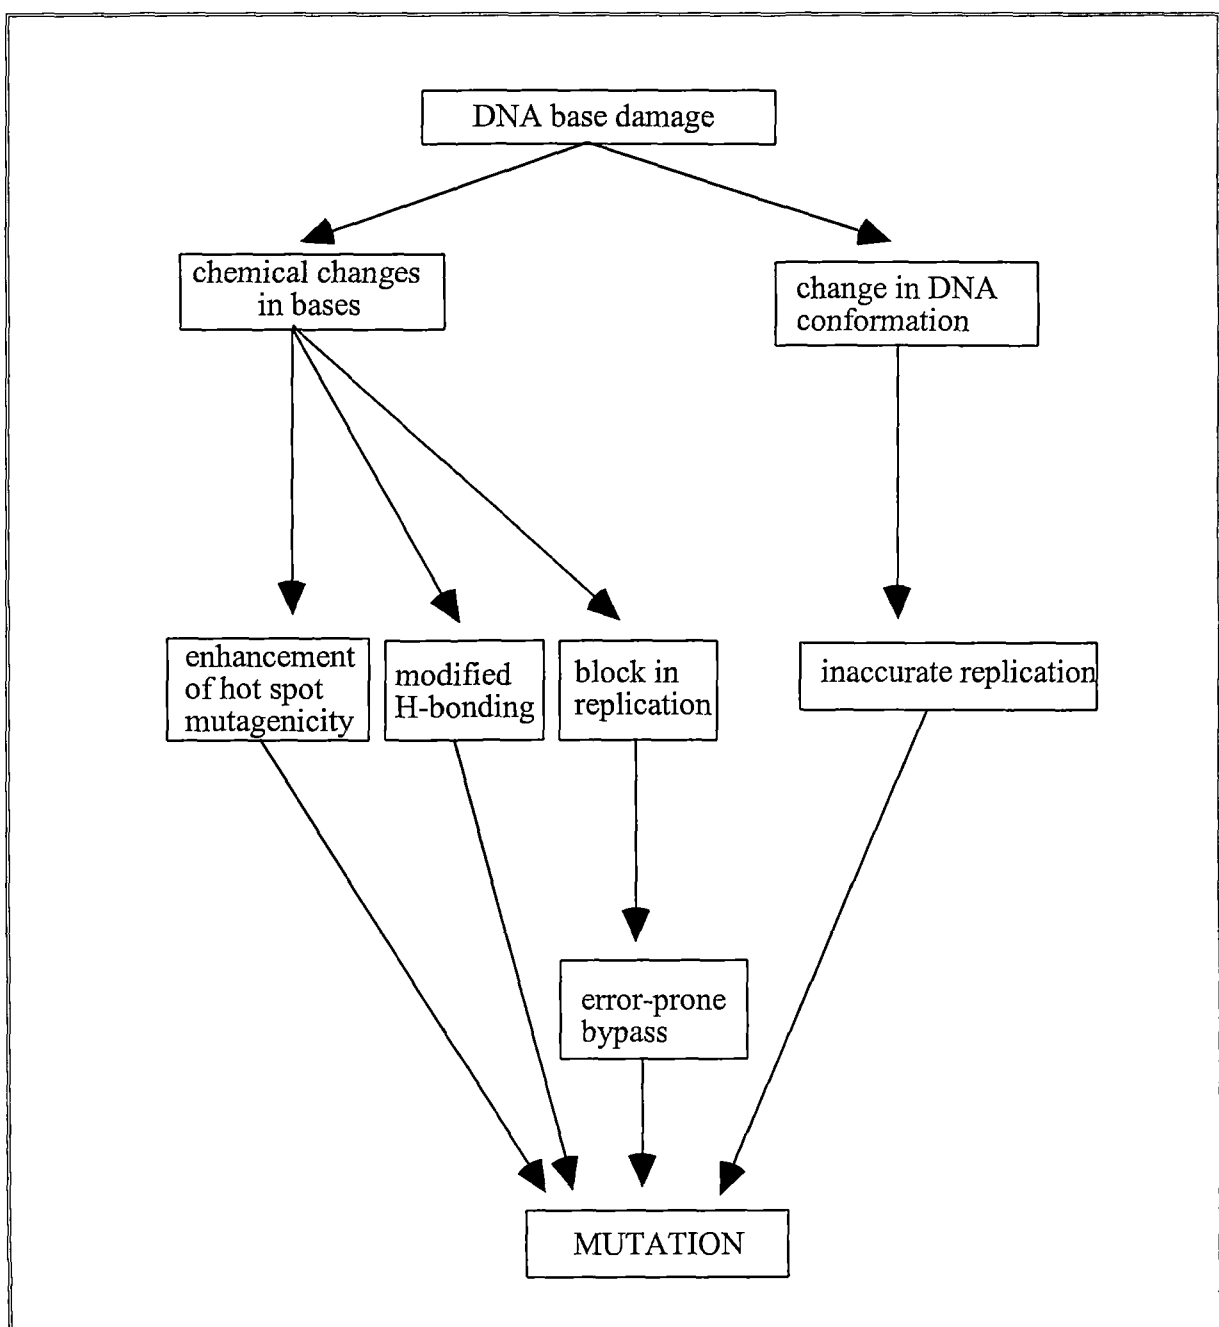 DNA base damage
chemical changes
in bases
change in DNA
conformation
enhancement
of hot spot
mutagenicity
modified
H-bonding
block in
replication
inaccurate replication
error-prone
bypass
MUTATION